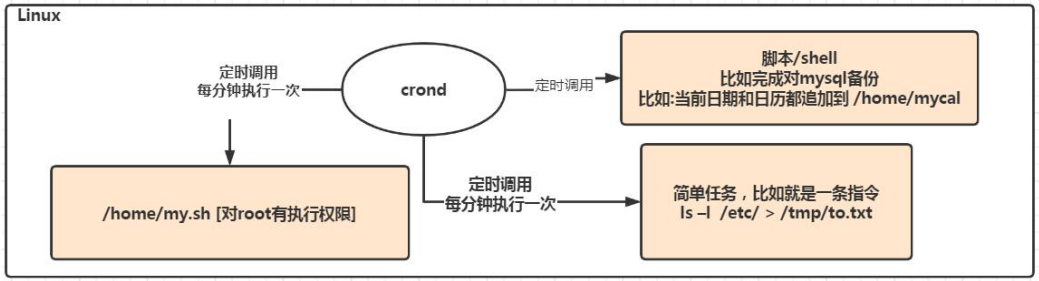 Linux
定时调用
每分钟执行一次
crond
定时调用
脚本/shell
比如完成对mysql备份
比如:当前日期和日历都追加到 /home/mycal
/home/my.sh [对root有执行权限]
定时调用
每分钟执行一次
简单任务，比如就是一条指令
ls –l /etc/ > /tmp/to.txt